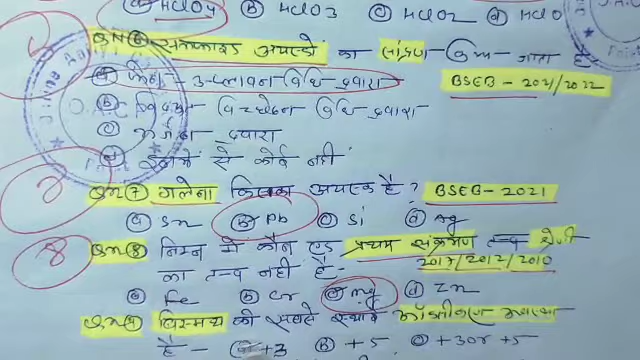 ⓐ HClO4 ⓑ HClO3 ⓒ HClO2 ⓓ HClO
QN⑥ सल्फाइड अयस्कों का सांद्रण किया जाता है
ⓐ फेन-उत्प्लावन विधि द्वारा
ⓑ विद्युत विच्छेदन विधि द्वारा
ⓒ द्वारा
ⓓ इनमें से कोई नहीं
BSEB-2021/2022
QN⑦ गलेना किसका अयस्क है? BSEB-2021
ⓐ Sn ⓑ Pb ⓒ Si ⓓ Ag
QN⑧ निम्न में कौन एक प्रथम संक्रमण तत्व श्रेणी
का तत्व नहीं है- 2017/2012/2010
ⓐ Fe ⓑ Cr ⓒ Mg ⓓ Zn
QN⑨ विस्मथ की सबसे स्थायी ऑक्सीकरण अवस्था
है- ⓐ +3 ⓑ +5 ⓒ +3 or +5